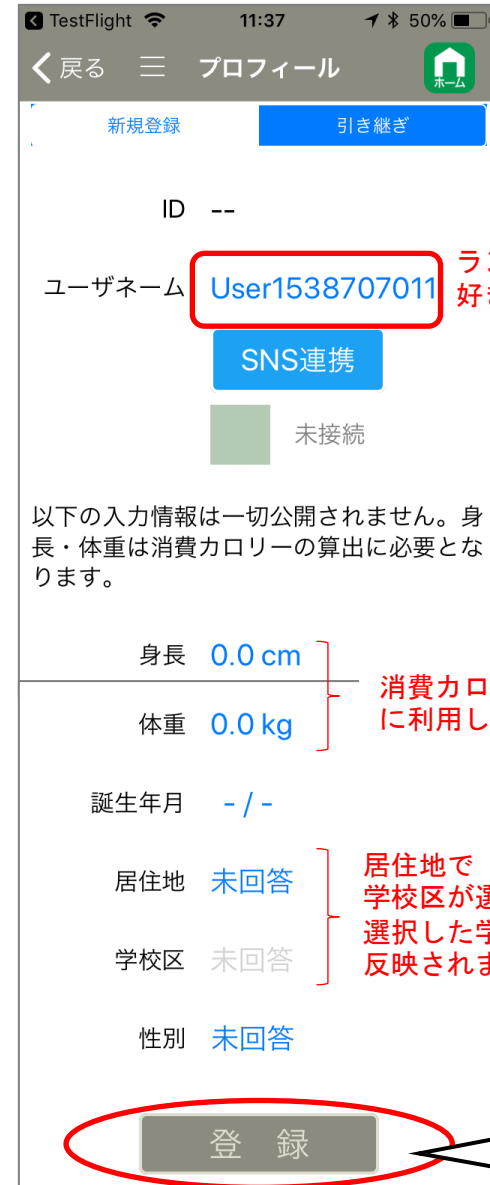 TestFlight 11:37 50%
戻る プロフィール ホーム
新規登録 引き継ぎ
ID --
ユーザネーム User1538707011
好き
SNS連携
未接続
以下の入力情報は一切公開されません。身
長・体重は消費カロリーの算出に必要とな
ります。
身長 0.0 cm
消費カロ
体重 0.0 kg
に利用し
誕生年月 - / -
居住地で
居住地 未回答
学校区が選
選択した学
学校区 未回答
反映されま
性別 未回答
登 録